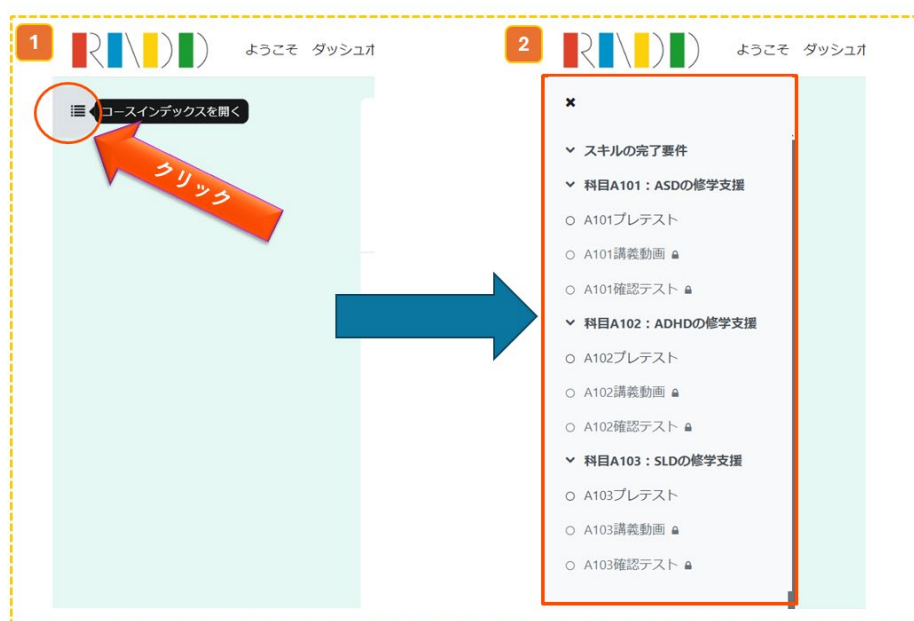 1
RINDD
ようこそ ダッシュボ
コースインデックスを開く
クリック
2
RINDD
ようこそ ダッシュボ
×
スキルの完了要件
科目A101:ASDの修学支援
A101プレテスト
A101講義動画
A101確認テスト
科目A102:ADHDの修学支援
A102プレテスト
A102講義動画
A102確認テスト
科目A103:SLDの修学支援
A103プレテスト
A103講義動画
A103確認テスト